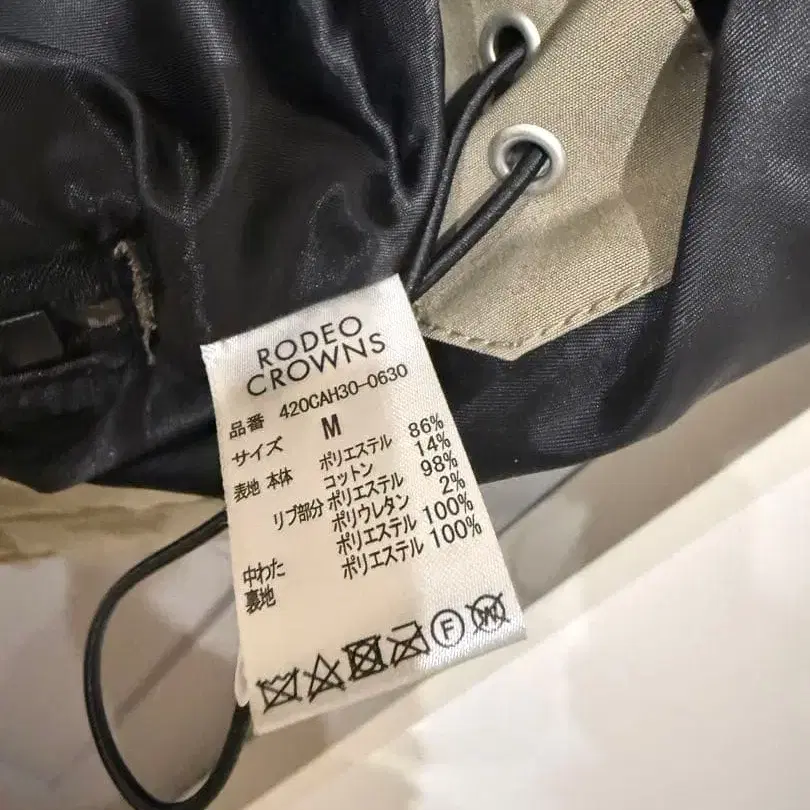 RODEO
CROWNS
品番 420CAH30-0630
サイズ M
表地 本体 ポリエステル 86%
コットン 14%
リブ部分 ポリエステル 98%
ポリウレタン 2%
中わた ポリエステル 100%
裏地 ポリエステル 100%
F W